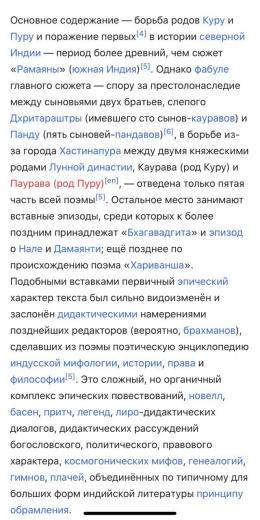 Основное содержание — борьба родов Куру и
Пуру и поражение первых[4] в истории северной
Индии — период более древний, чем сюжет
«Рамаяны» (южная Индия)[5]. Однако фабуле
главного сюжета — спору за престолонаследие
между сыновьями двух братьев, слепого
Дхритараштры (имевшего сто сынов-кауравов) и
Панду (пять сыновей-пандавов)[6], в борьбе из-
за города Хастинапура между двумя княжескими
родами Лунной династии, Каурава (род Куру) и
Паурава (род Пуру)[en], — отведена только пятая
часть всей поэмы[5]. Остальное место занимают
вставные эпизоды, среди которых к более
поздним принадлежат «Бхагавадгита» и эпизод
о Нале и Дамаянти; ещё позднее по
происхождению поэма «Хариванша».
Подобными вставками первичный эпический
характер текста был сильно видоизменён и
заслонён дидактическими намерениями
позднейших редакторов (вероятно, брахманов),
сделавших из поэмы поэтическую энциклопедию
индусской мифологии, истории, права и
философии[5]. Это сложный, но органичный
комплекс эпических повествований, новелл,
басен, притч, легенд, лиро-дидактических
диалогов, дидактических рассуждений
богословского, политического, правового
характера, космогонических мифов, генеалогий,
гимнов, плачей, объединённых по типичному для
больших форм индийской литературы принципу
обрамления.